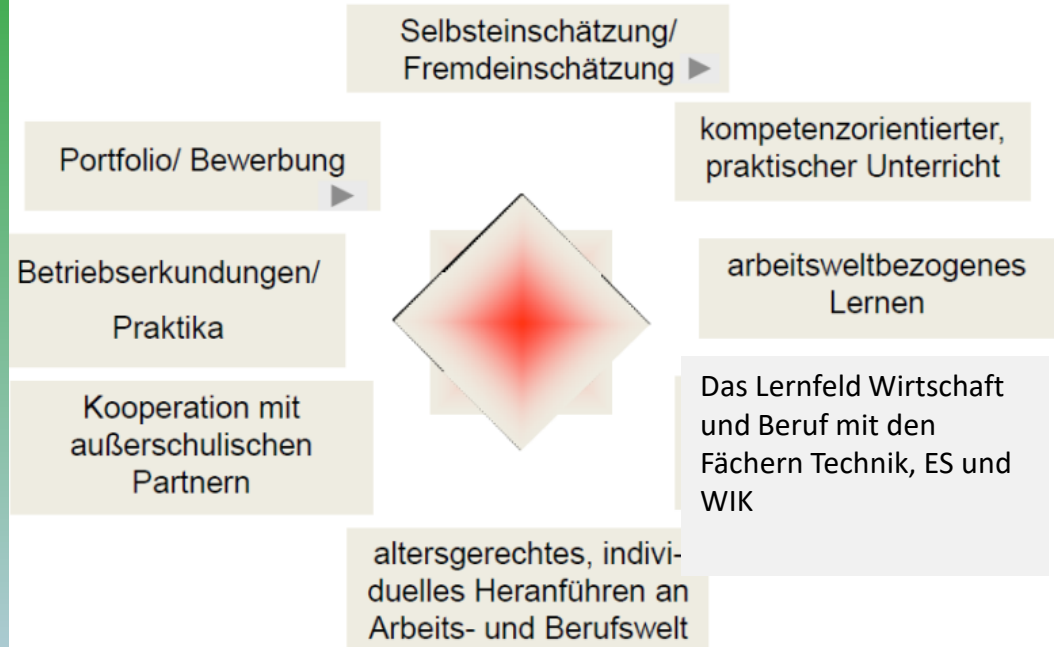 Selbsteinschätzung/
Fremdeinschätzung
kompetenzorientierter,
praktischer Unterricht
Portfolio/ Bewerbung
Betriebserkundungen/
Praktika
arbeitsweltbezogenes
Lernen
Kooperation mit
außerschulischen
Partnern
Das Lernfeld Wirtschaft
und Beruf mit den
Fächern Technik, ES und
WIK
altersgerechtes, indivi-
duelles Heranführen an
Arbeits- und Berufswelt